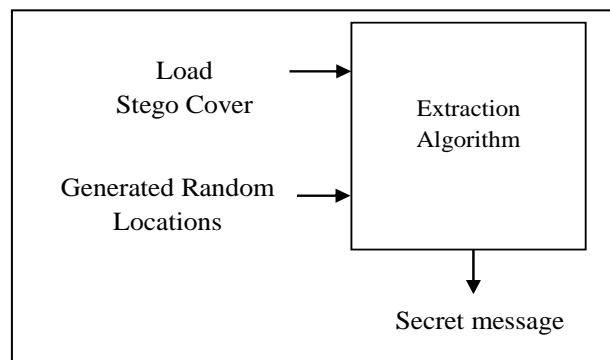 Load
Stego Cover
Extraction
Algorithm
Generated Random
Locations
Secret message